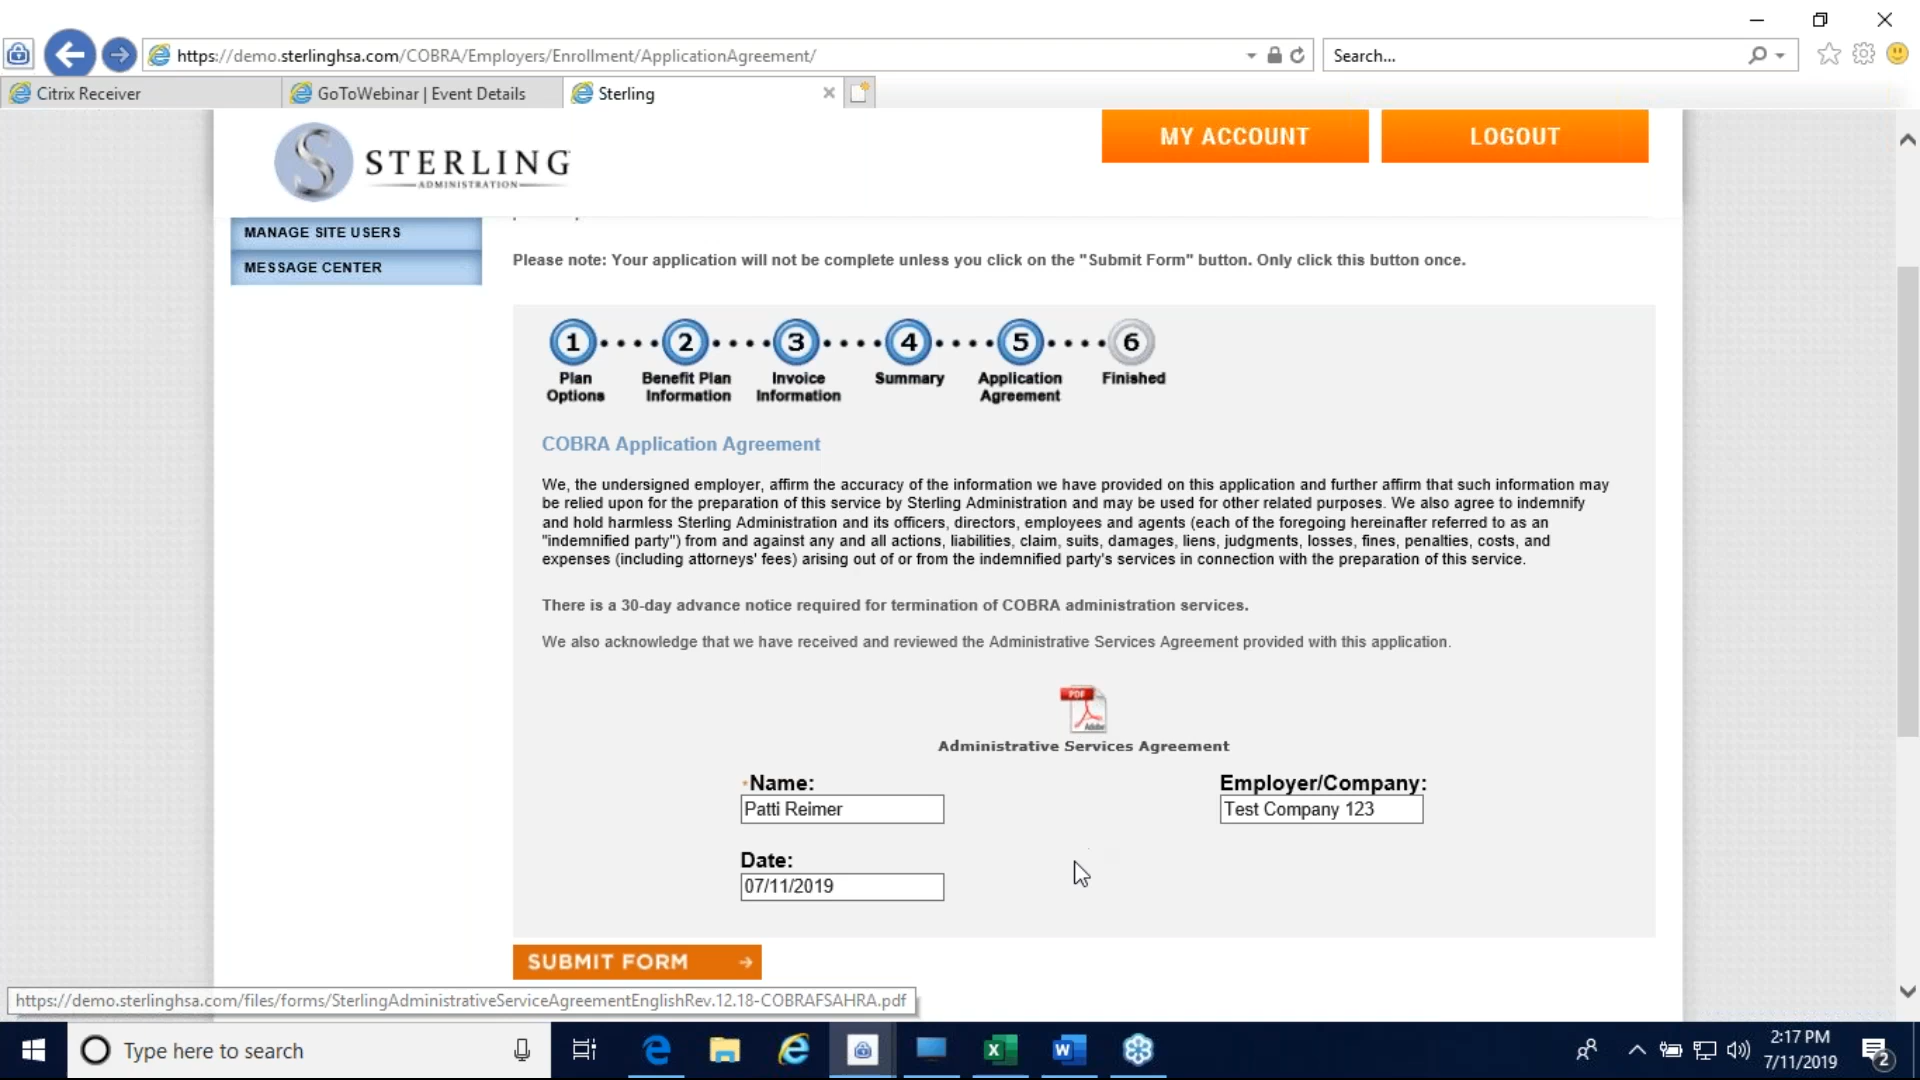 https://demo.sterlinghsa.com/COBRA/Employers/Enrollment/ApplicationAgreement/
Search...
Citrix Receiver
GoToWebinar | Event Details
Sterling
S STERLING
ADMINISTRATION
MY ACCOUNT
LOGOUT
MANAGE SITE USERS
MESSAGE CENTER
Please note: Your application will not be complete unless you click on the "Submit Form" button. Only click this button once.
1 2 3 4 5 6
Plan Options
Benefit Plan Information
Invoice Information
Summary
Application Agreement
Finished
COBRA Application Agreement
We, the undersigned employer, affirm the accuracy of the information we have provided on this application and further affirm that such information may
be relied upon for the preparation of this service by Sterling Administration and may be used for other related purposes. We also agree to indemnify
and hold harmless Sterling Administration and its officers, directors, employees and agents (each of the foregoing hereinafter referred to as an
"indemnified party") from and against any and all actions, liabilities, claim, suits, damages, liens, judgments, losses, fines, penalties, costs, and
expenses (including attorneys' fees) arising out of or from the indemnified party's services in connection with the preparation of this service.
There is a 30-day advance notice required for termination of COBRA administration services.
We also acknowledge that we have received and reviewed the Administrative Services Agreement provided with this application.
PDF
Adobe
Administrative Services Agreement
*Name:
Patti Reimer
Employer/Company:
Test Company 123
Date:
07/11/2019
SUBMIT FORM
https://demo.sterlinghsa.com/files/forms/SterlingAdministrativeServiceAgreementEnglishRev.12.18-COBRAFSAHRA.pdf
Type here to search
2:17 PM
7/11/2019
2